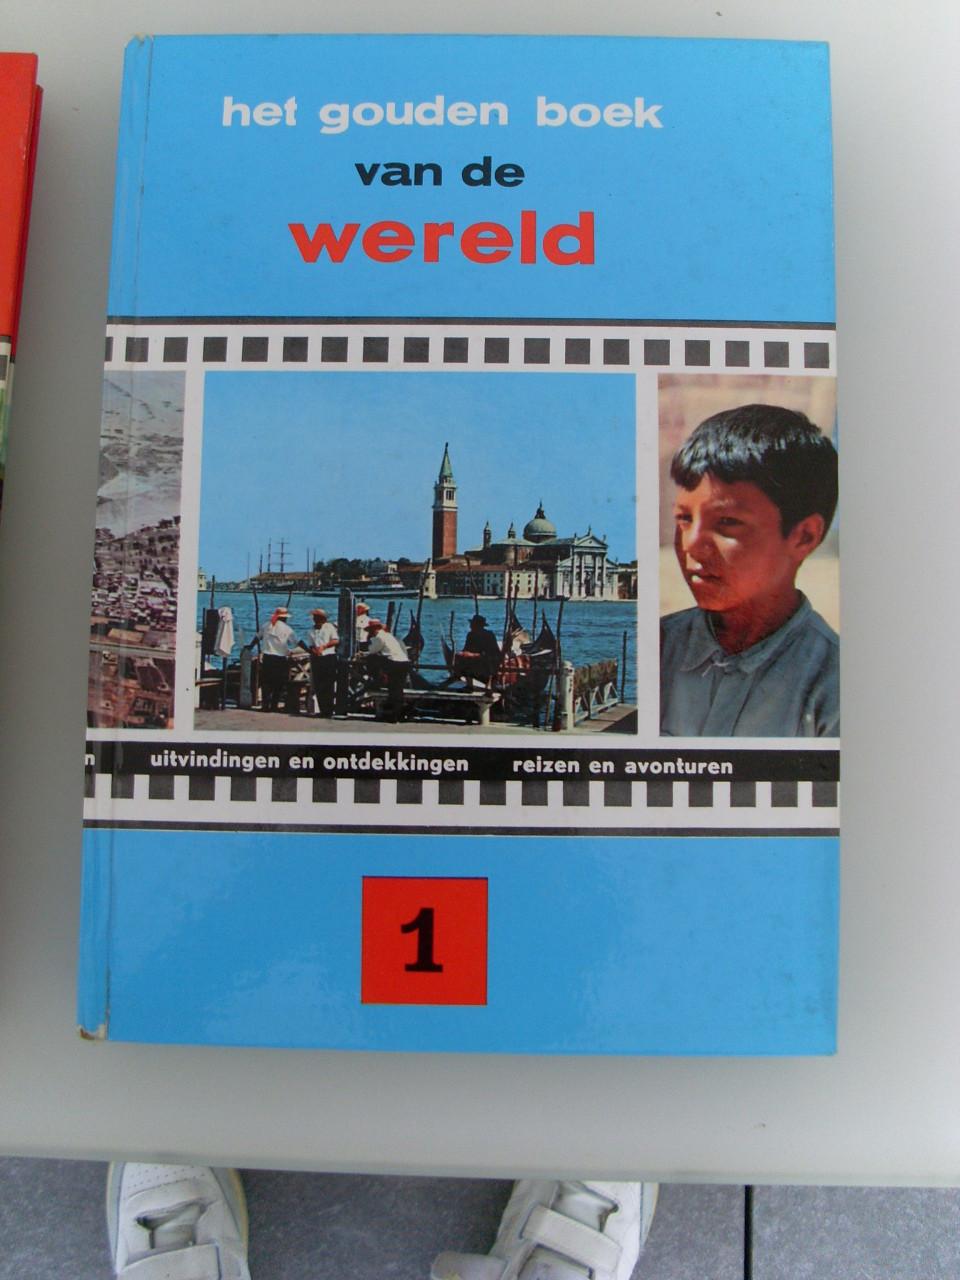 het gouden boek
van de
wereld
n uitvindingen en ontdekkingen reizen en avonturen
1